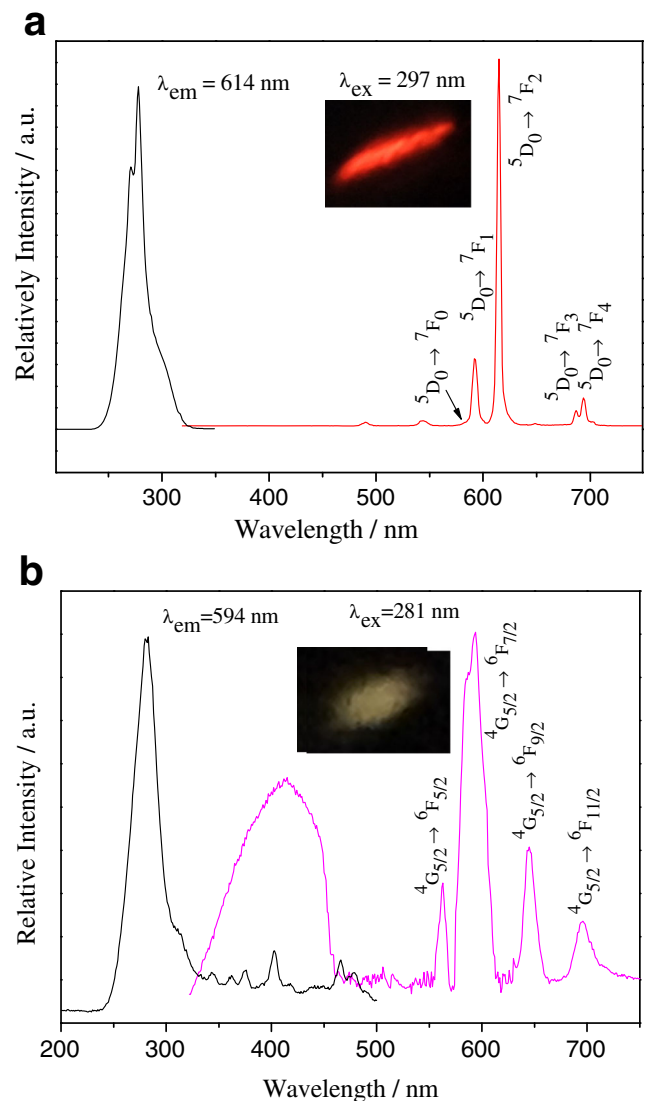 a
λem = 614 nm
λex = 297 nm
5D0 → 7F0
5D0 → 7F1
5D0 → 7F2
5D0 → 7F3
5D0 → 7F4
Relatively Intensity / a.u.
300 400 500 600 700
Wavelength / nm
b
λem=594 nm
λex=281 nm
4G5/2 → 6F5/2
4G5/2 → 6F7/2
4G5/2 → 6F9/2
4G5/2 → 6F11/2
Relative Intensity / a.u.
200 300 400 500 600 700
Wavelength / nm